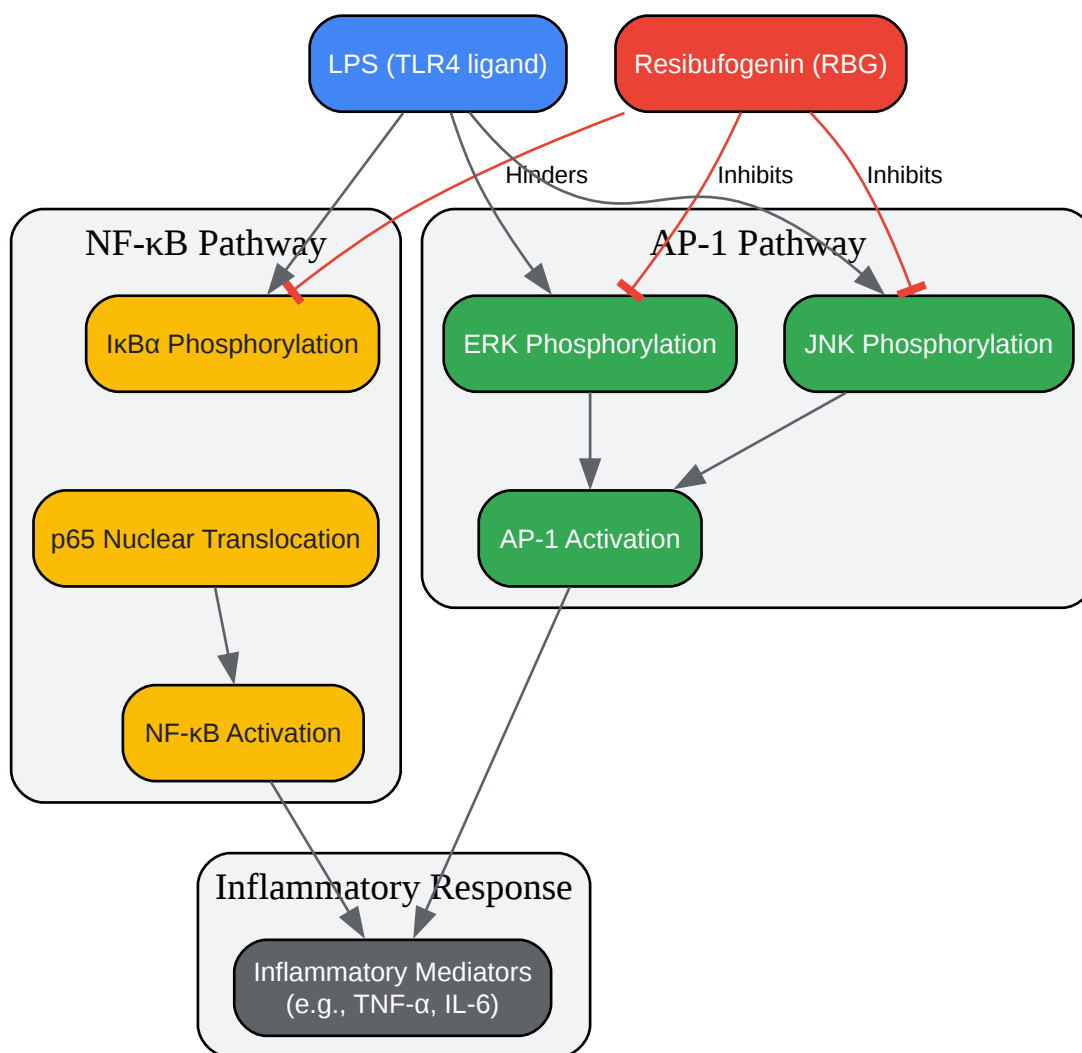 LPS (TLR4 ligand)
Resibufogenin (RBG)
Hinders
Inhibits
Inhibits
NF-κB Pathway
AP-1 Pathway
IκBα Phosphorylation
ERK Phosphorylation
JNK Phosphorylation
p65 Nuclear Translocation
AP-1 Activation
NF-κB Activation
Inflammatory Response
Inflammatory Mediators
(e.g., TNF-α, IL-6)